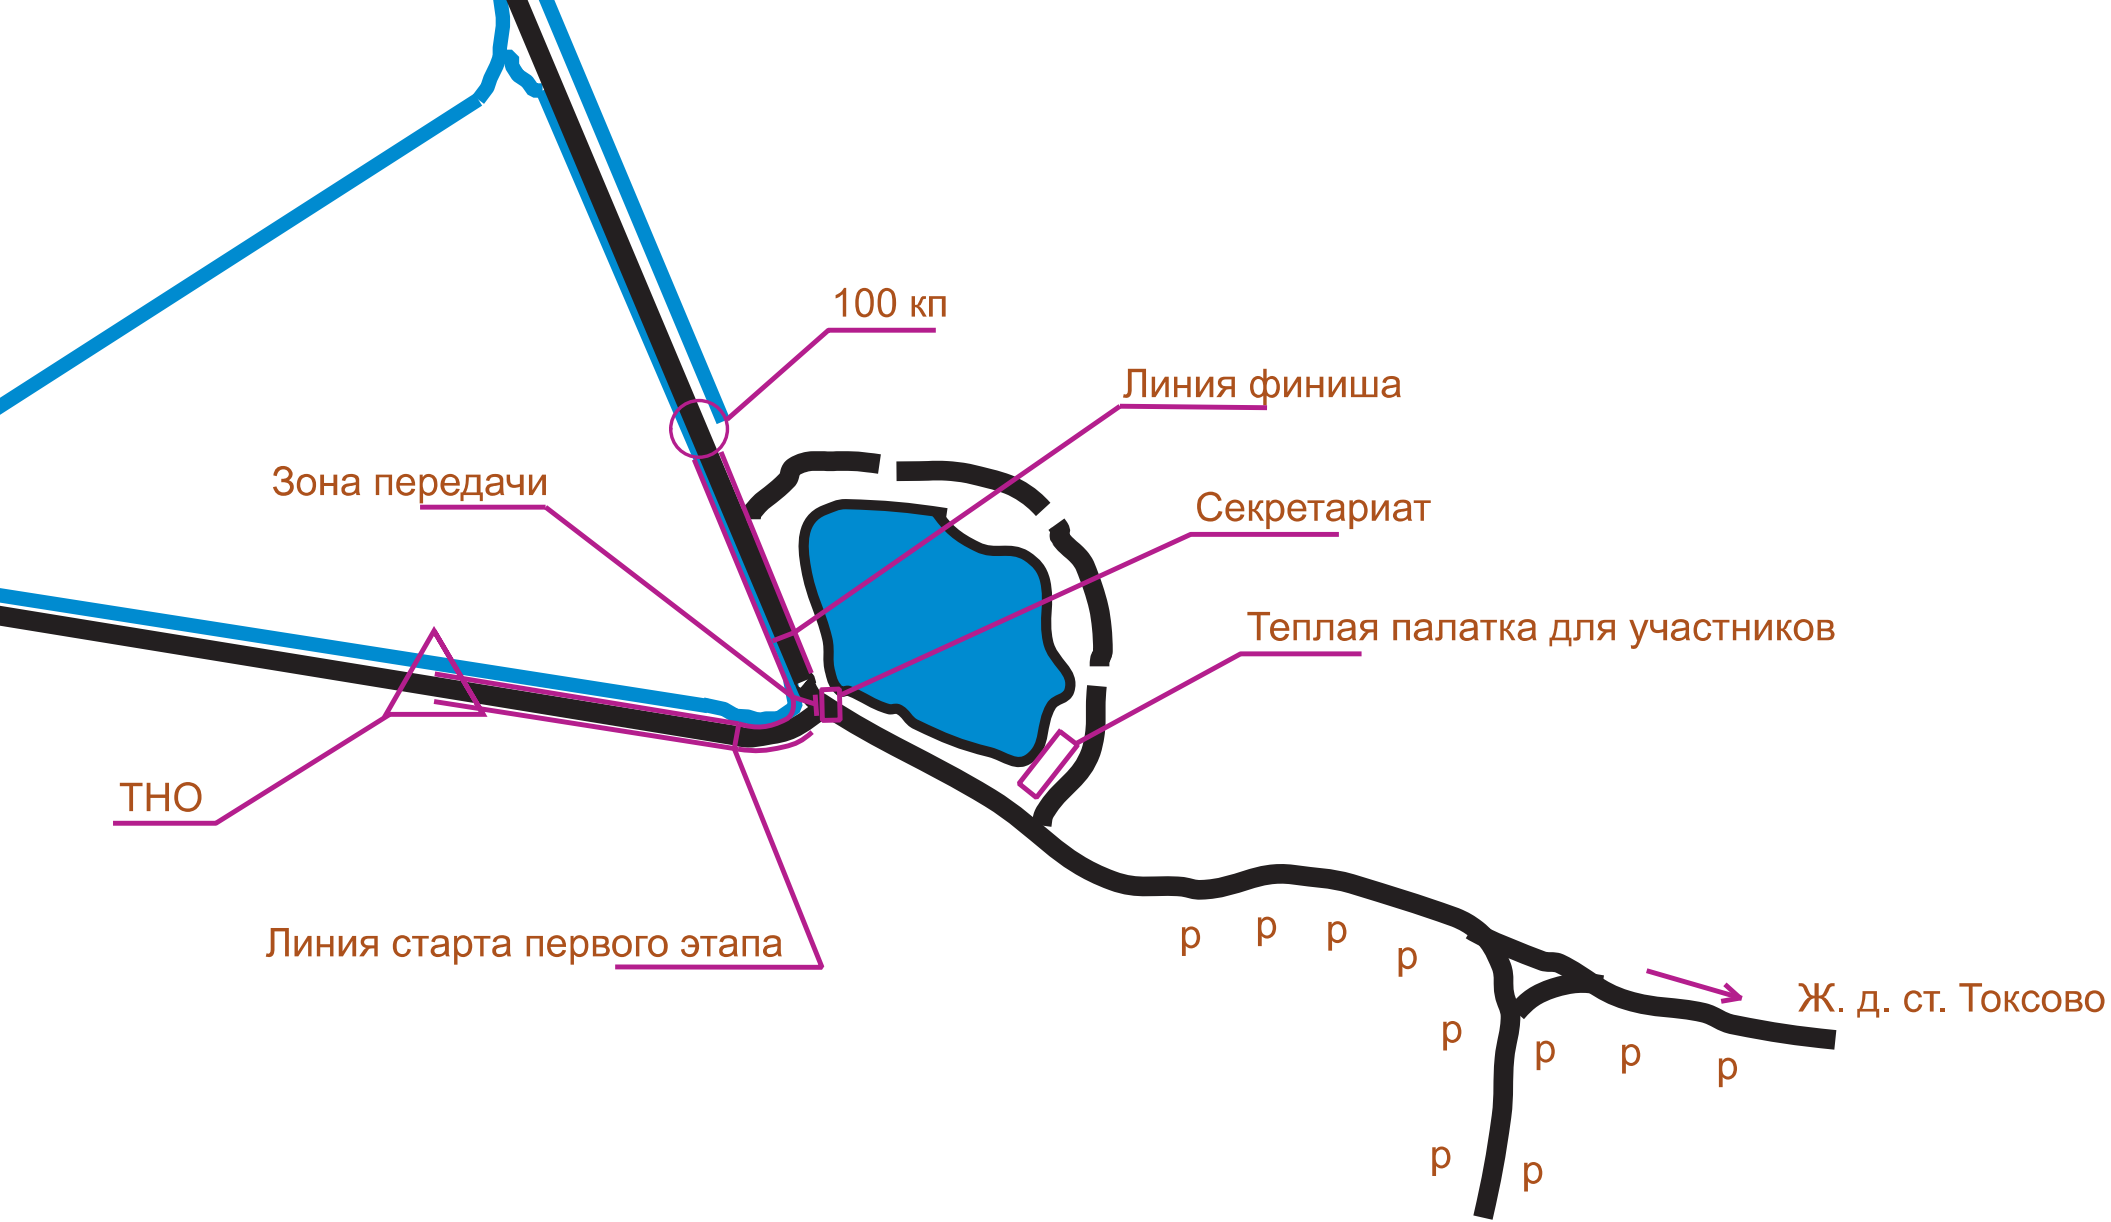 100 кп
Линия финиша
Зона передачи
Секретариат
Теплая палатка для участников
ТНО
Линия старта первого этапа
р
р
р
р
Ж. д. ст. Токсово
р
р
р
р
р
р